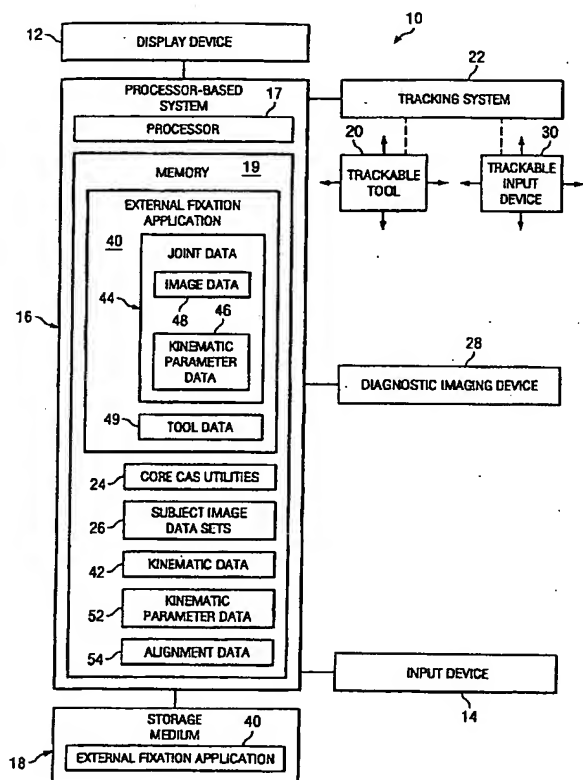 10
12
DISPLAY DEVICE
PROCESSOR-BASED
SYSTEM
17
PROCESSOR
22
TRACKING SYSTEM
20
TRACKABLE
TOOL
30
TRACKABLE
INPUT
DEVICE
MEMORY
19
EXTERNAL FIXATION
APPLICATION
40
JOINT DATA
IMAGE DATA
44
48
46
KINEMATIC
PARAMETER
DATA
16
28
DIAGNOSTIC IMAGING DEVICE
49
TOOL DATA
24
CORE CAS UTILITIES
26
SUBJECT IMAGE
DATA SETS
42
KINEMATIC DATA
52
KINEMATIC
PARAMETER DATA
54
ALIGNMENT DATA
INPUT DEVICE
14
STORAGE
MEDIUM
40
18
EXTERNAL FIXATION APPLICATION